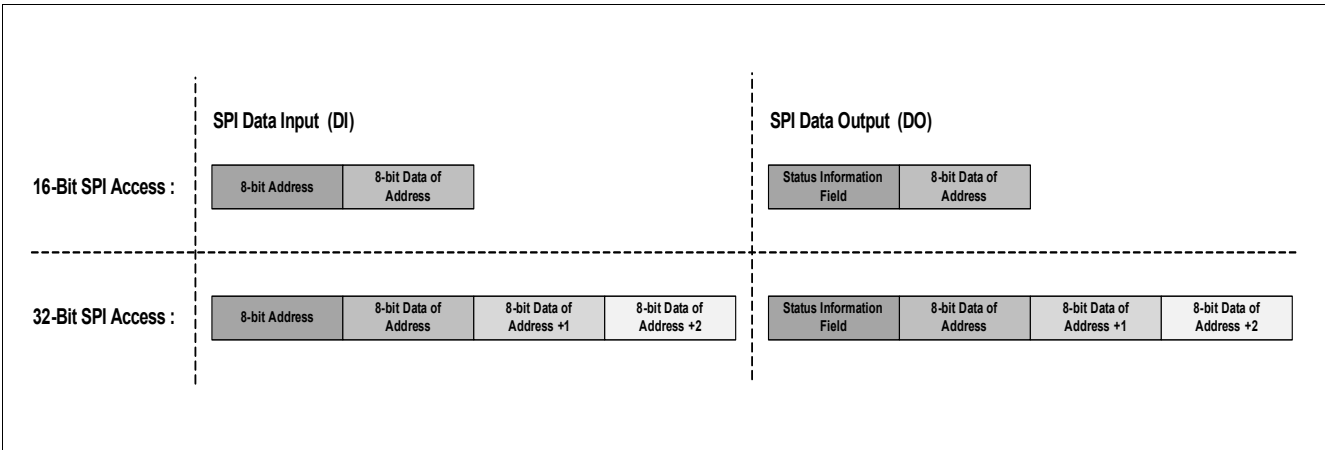 SPI Data Input (DI)
SPI Data Output (DO)
16-Bit SPI Access :
8-bit Address
8-bit Data of
Address
Status Information
Field
8-bit Data of
Address
32-Bit SPI Access :
8-bit Address
8-bit Data of
Address
8-bit Data of
Address +1
8-bit Data of
Address +2
Status Information
Field
8-bit Data of
Address
8-bit Data of
Address +1
8-bit Data of
Address +2